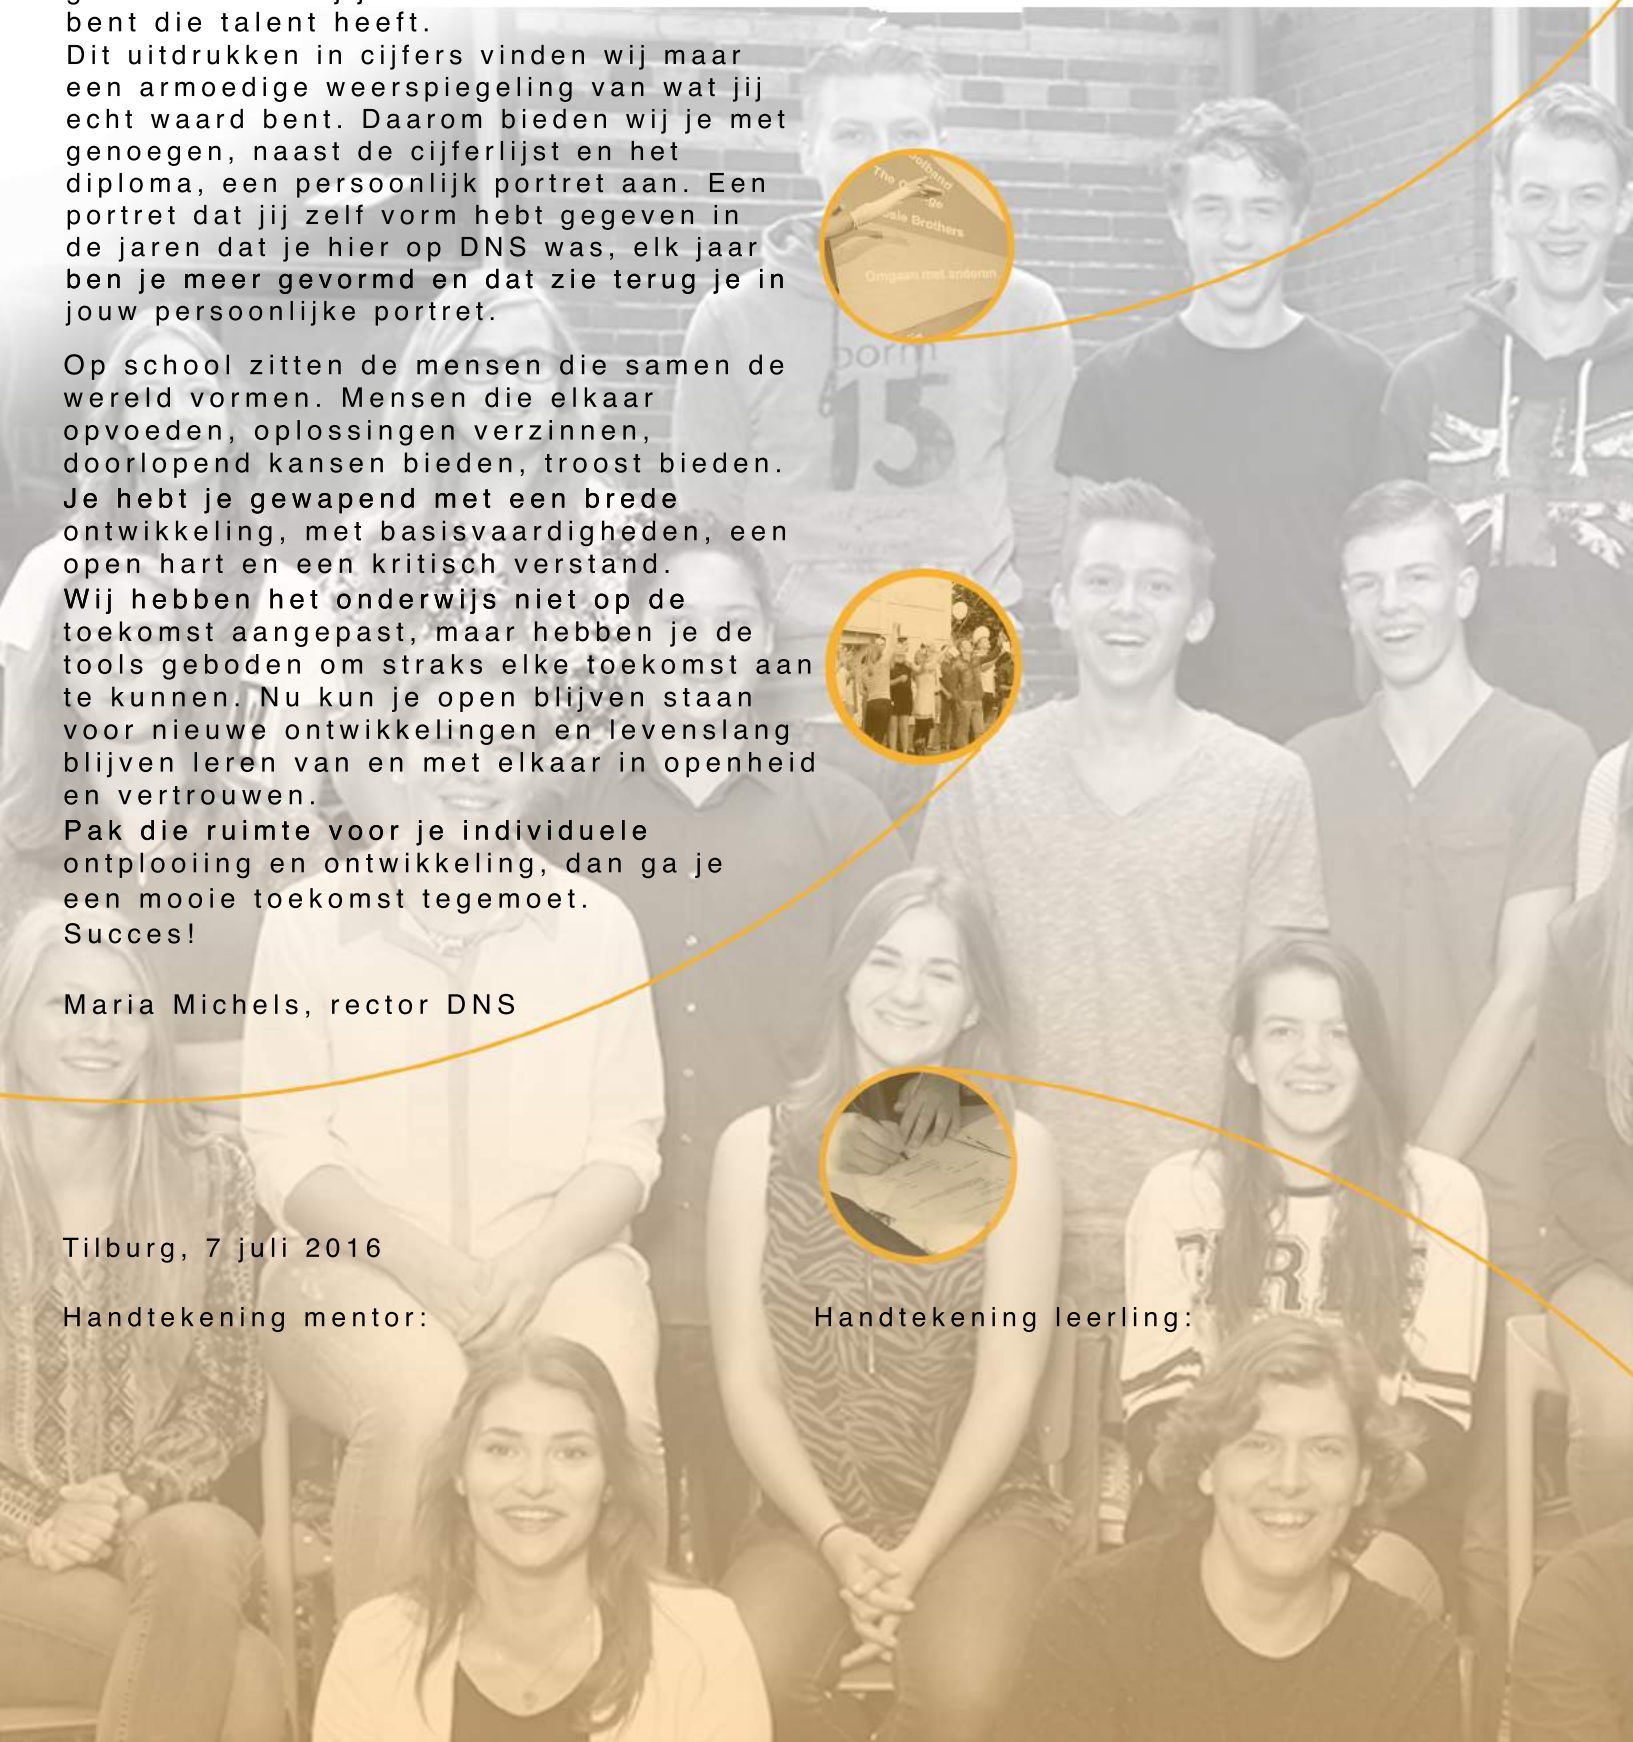 bent die talent heeft.
Dit uitdrukken in cijfers vinden wij maar
een armoedige weerspiegeling van wat jij
echt waard bent. Daarom bieden wij je met
genoegen, naast de cijferlijst en het
diploma, een persoonlijk portret aan. Een
portret dat jij zelf vorm hebt gegeven in
de jaren dat je hier op DNS was, elk jaar
ben je meer gevormd en dat zie terug je in
jouw persoonlijke portret.
Op school zitten de mensen die samen de
wereld vormen. Mensen die elkaar
opvoeden, oplossingen verzinnen,
doorlopend kansen bieden, troost bieden.
Je hebt je gewapend met een brede
ontwikkeling, met basisvaardigheden, een
open hart en een kritisch verstand.
Wij hebben het onderwijs niet op de
toekomst aangepast, maar hebben je de
tools geboden om straks elke toekomst aan
te kunnen. Nu kun je open blijven staan
voor nieuwe ontwikkelingen en levenslang
blijven leren van en met elkaar in openheid
en vertrouwen.
Pak die ruimte voor je individuele
ontplooiing en ontwikkeling, dan ga je
een mooie toekomst tegemoet.
Succes!
Maria Michels, rector DNS
Tilburg, 7 juli 2016
Handtekening mentor:
Handtekening leerling:
The
Brothers
Omgaan met anderen
15